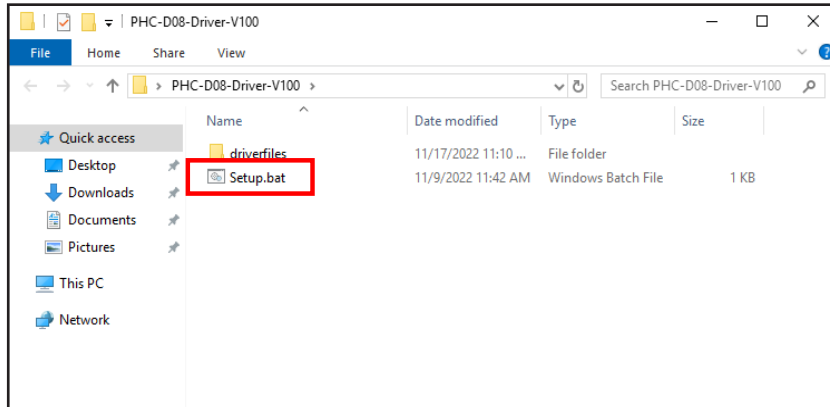 PHC-D08-Driver-V100
File Home Share View
PHC-D08-Driver-V100
Search PHC-D08-Driver-V100
Name Date modified Type Size
Quick access
driverfiles 11/17/2022 11:10 ... File folder
Desktop
Setup.bat 11/9/2022 11:42 AM Windows Batch File 1 KB
Downloads
Documents
Pictures
This PC
Network